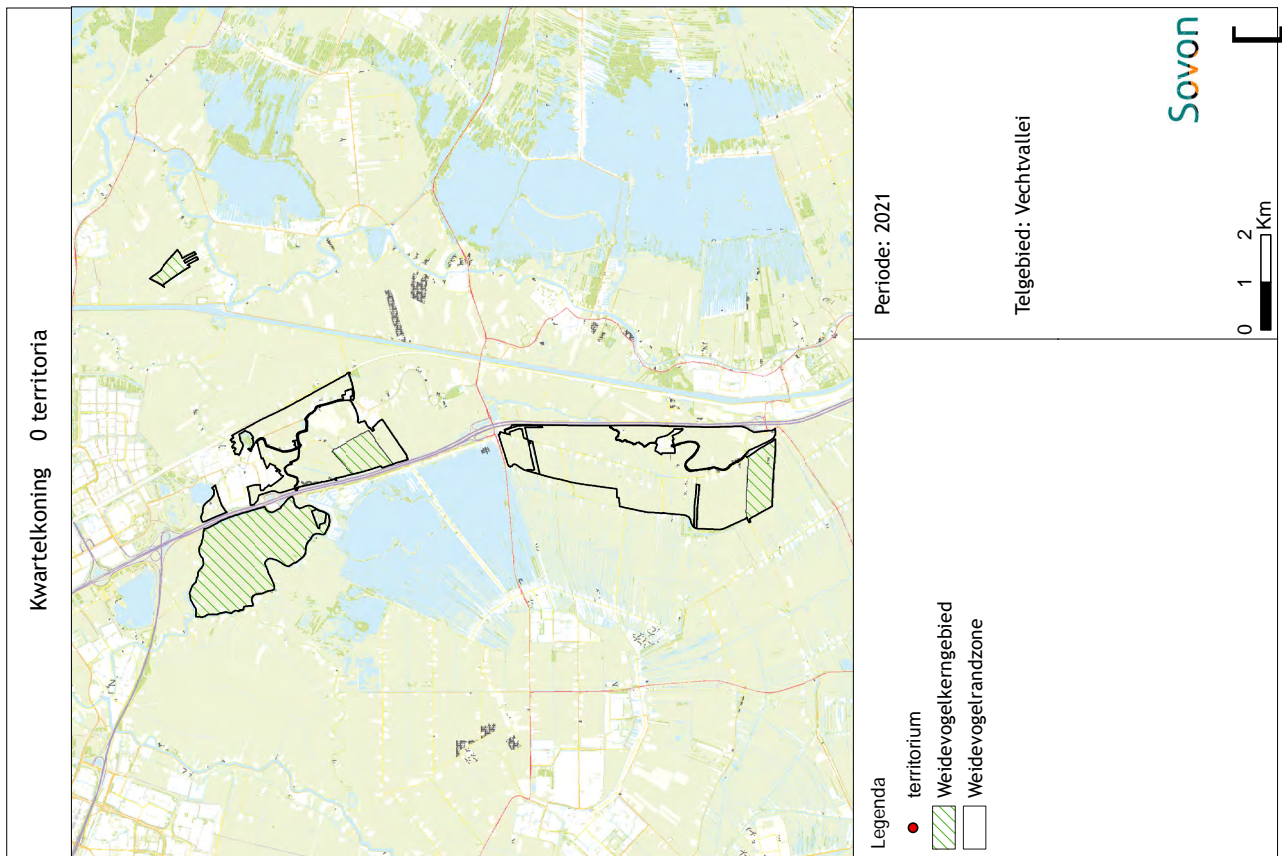 Kwartelkoning 0 territoria
Legenda
territorium
Weidevogelkerngebied
Weidevogelrandzone
Periode: 2021
Telgebied: Vechtvallei
0 1 2
Km
Sovon